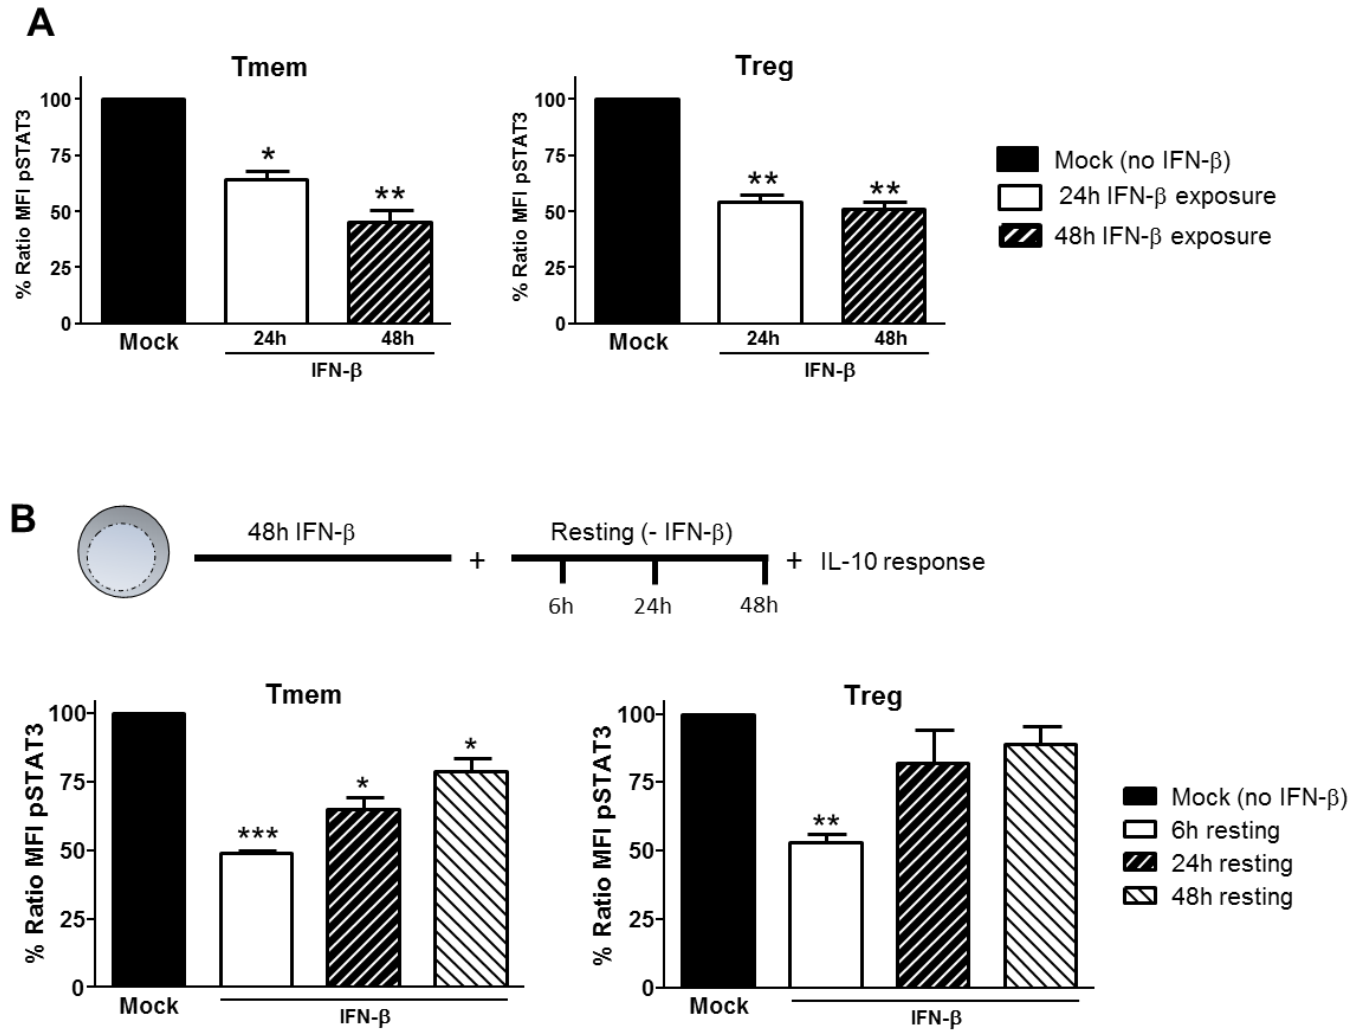 A
Tmem
% Ratio MFI pSTAT3
100
75
50
25
0
*
**
Mock
24h
48h
IFN-β
Treg
% Ratio MFI pSTAT3
100
75
50
25
0
**
**
Mock
24h
48h
IFN-β
Mock (no IFN-β)
24h IFN-β exposure
48h IFN-β exposure
B
48h IFN-β
+
Resting (- IFN-β)
+
IL-10 response
6h
24h
48h
Tmem
% Ratio MFI pSTAT3
100
75
50
25
0
***
*
*
Mock
IFN-β
Treg
% Ratio MFI pSTAT3
100
75
50
25
0
**
Mock
IFN-β
Mock (no IFN-β)
6h resting
24h resting
48h resting